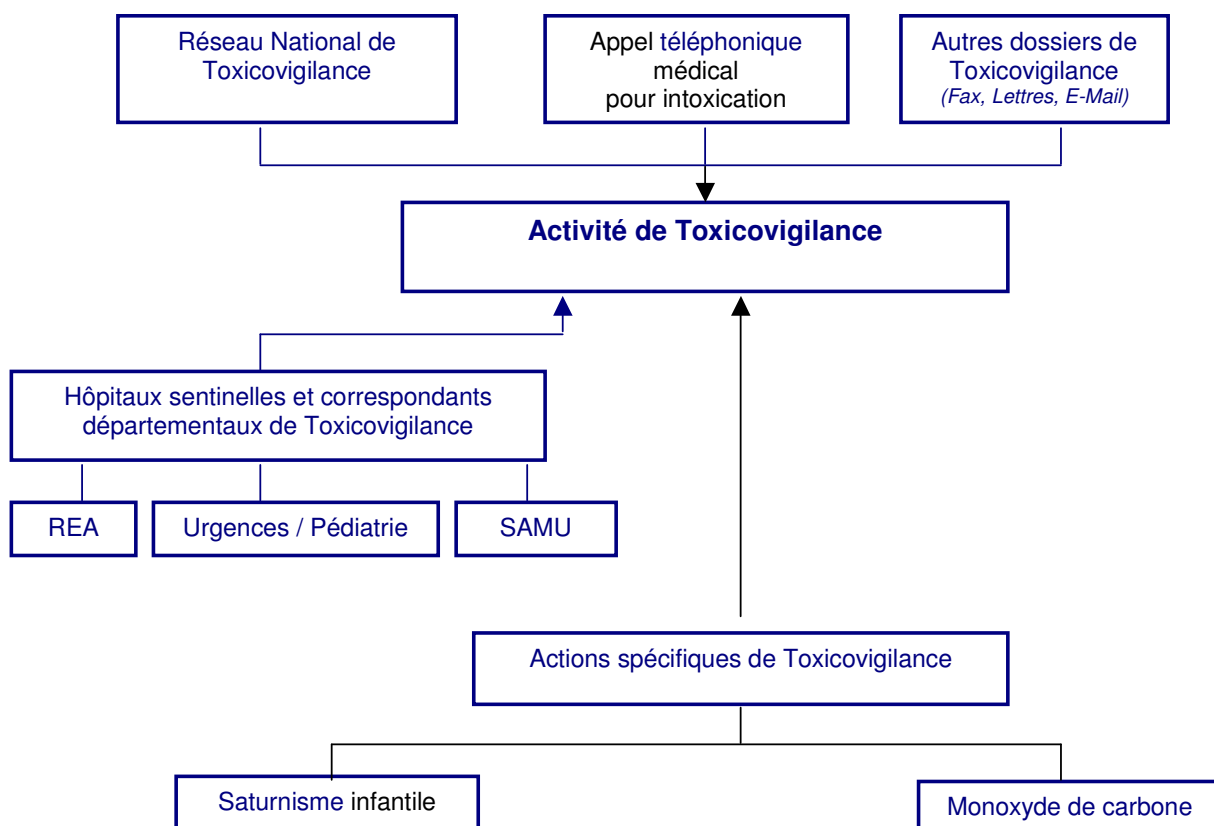 Réseau National de
Toxicovigilance
Appel téléphonique
médical
pour intoxication
Autres dossiers de
Toxicovigilance
(Fax, Lettres, E-Mail)
Activité de Toxicovigilance
Hôpitaux sentinelles et correspondants
départementaux de Toxicovigilance
REA
Urgences / Pédiatrie
SAMU
Actions spécifiques de Toxicovigilance
Saturnisme infantile
Monoxyde de carbone